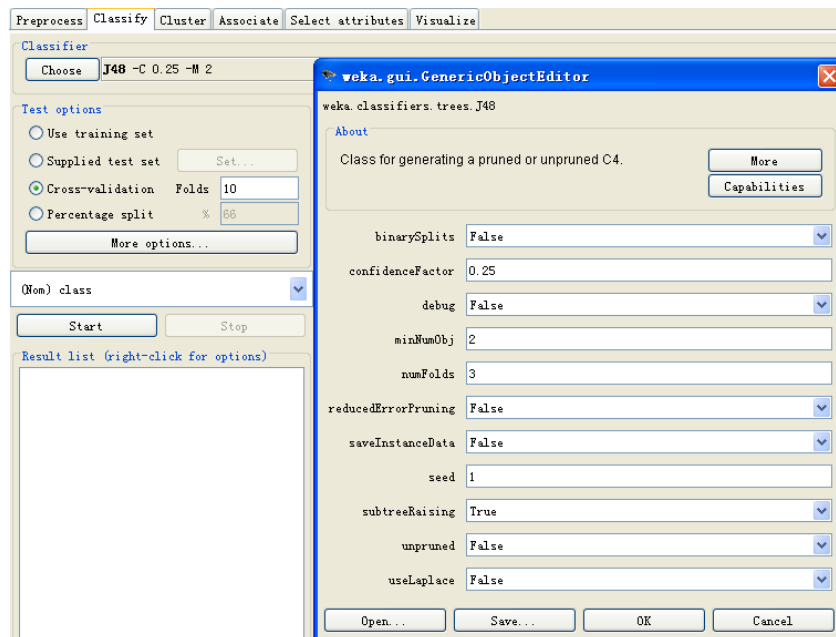 Preprocess Classify Cluster Associate Select attributes Visualize
Classifier
Choose J48 -C 0.25 -M 2
Test options
Use training set
Supplied test set Set...
Cross-validation Folds 10
Percentage split % 66
More options...
(Nom) class
Start Stop
Result list (right-click for options)
weka.gui.GenericObjectEditor
weka.classifiers.trees.J48
About
Class for generating a pruned or unpruned C4.
More
Capabilities
binarySplits False
confidenceFactor 0.25
debug False
minNumObj 2
numFolds 3
reducedErrorPruning False
saveInstanceData False
seed 1
subtreeRaising True
unpruned False
useLaplace False
Open... Save... OK Cancel